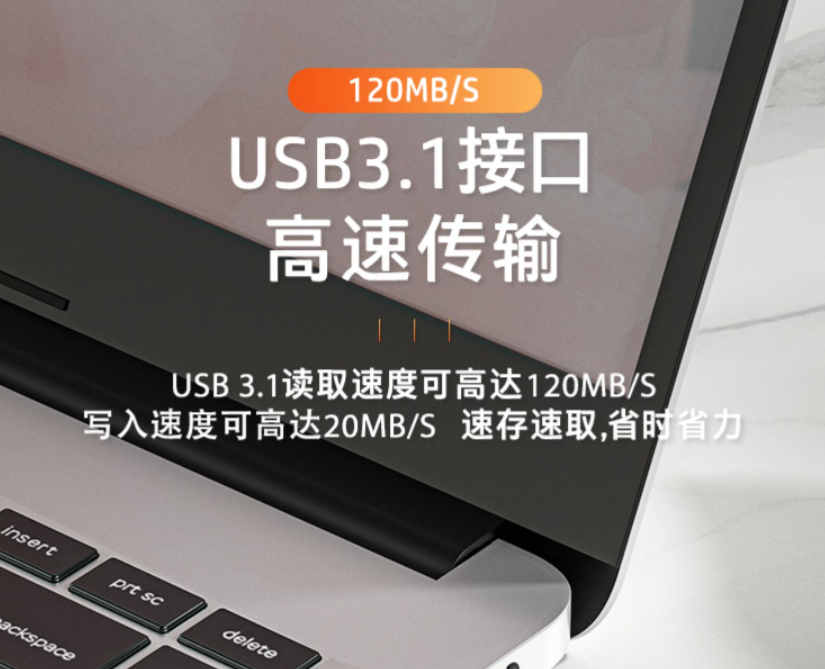 120MB/S
USB3.1接口
高速传输
USB 3.1读取速度可高达120MB/S
写入速度可高达20MB/S 速存速取,省时省力
insert
prt sc
backspace
delete